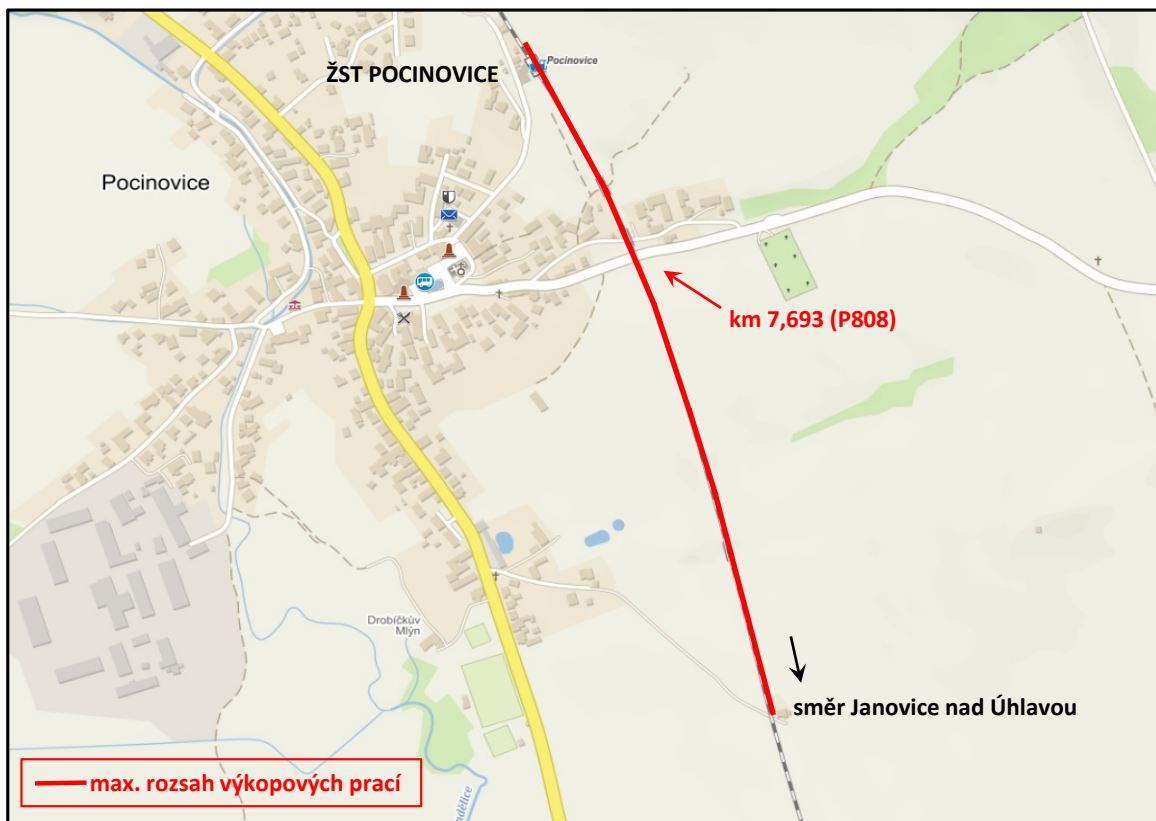 Pocinovice
ŽST POCINOVICE
Pocinovice
km 7,693 (P808)
Drobíčkův
Mlýn
směr Janovice nad Úhlavou
max. rozsah výkopových prací